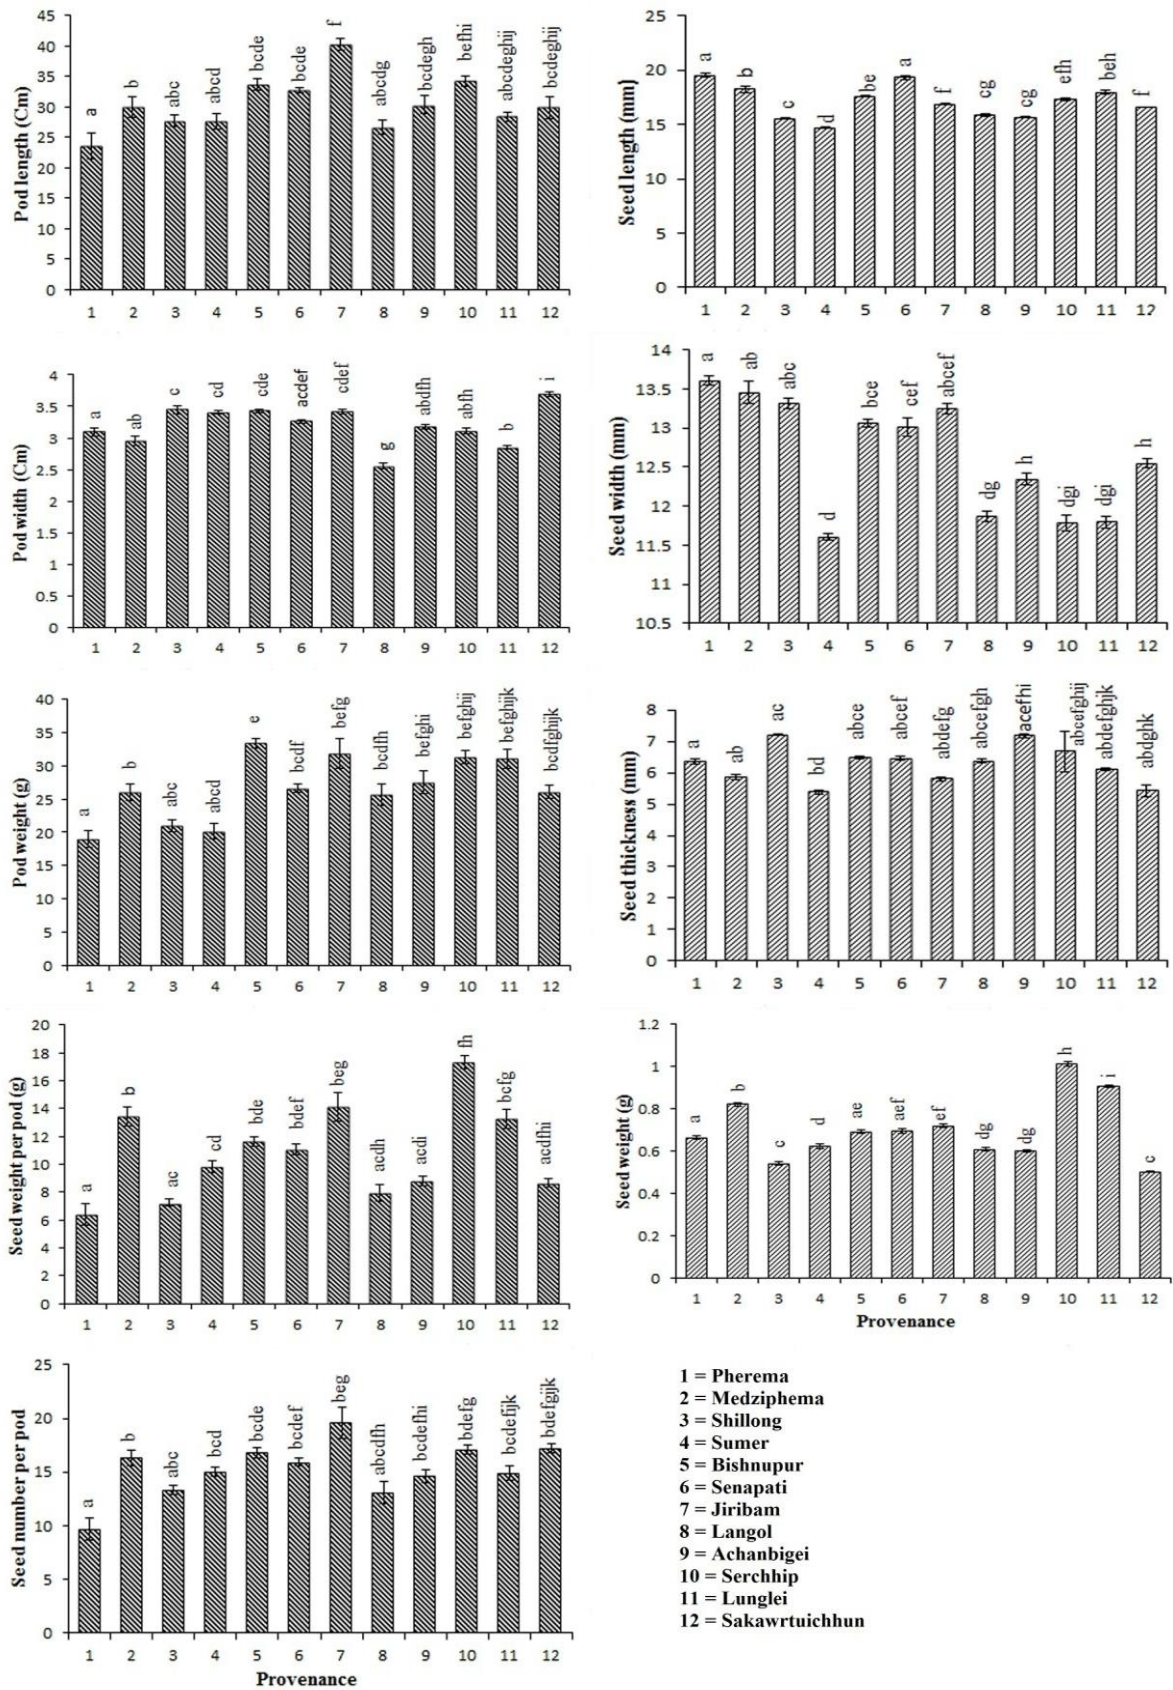 Pod length (Cm)
45
40
35
30
25
20
15
10
5
0
a
b
abc
abcd
bcde
bcde
f
abcdg
bcdegh
befhi
abcdeghij
bcdeghij
1 2 3 4 5 6 7 8 9 10 11 12
Seed length (mm)
25
20
15
10
5
0
a
b
c
d
be
a
f
cg
cg
efh
beh
f
1 2 3 4 5 6 7 8 9 10 11 12
Pod width (Cm)
4
3.5
3
2.5
2
1.5
1
0.5
0
a
ab
c
cd
cde
acdef
cdef
g
abdfh
abfh
b
i
1 2 3 4 5 6 7 8 9 10 11 12
Seed width (mm)
14
13.5
13
12.5
12
11.5
11
10.5
a
ab
abc
d
bce
cef
abcef
dg
h
dgi
dgi
h
1 2 3 4 5 6 7 8 9 10 11 12
Pod weight (g)
40
35
30
25
20
15
10
5
0
a
b
abc
abcd
e
bcdf
befg
bcdfh
befghi
befghij
befghijk
bcdfghijk
1 2 3 4 5 6 7 8 9 10 11 12
Seed thickness (mm)
8
7
6
5
4
3
2
1
0
a
ab
ac
bd
abce
abcef
abdefg
abcefgh
acefhi
abcefghij
abdefghjk
abdghk
1 2 3 4 5 6 7 8 9 10 11 12
Seed weight per pod (g)
20
18
16
14
12
10
8
6
4
2
0
a
b
ac
cd
bde
bdef
beg
acdh
acdi
fh
bcfg
acdfhi
1 2 3 4 5 6 7 8 9 10 11 12
Seed weight (g)
1.2
1
0.8
0.6
0.4
0.2
0
a
b
c
d
ae
aef
ef
dg
dg
h
i
c
1 2 3 4 5 6 7 8 9 10 11 12
Provenance
Seed number per pod
25
20
15
10
5
0
a
b
abc
bcd
bcde
bcdef
beg
abcdfh
bcdefhi
bdefg
bcdefijk
bdefgijk
1 2 3 4 5 6 7 8 9 10 11 12
Provenance
1 = Pherema
2 = Medziphema
3 = Shillong
4 = Sumer
5 = Bishnupur
6 = Senapati
7 = Jiribam
8 = Langol
9 = Achanbigei
10 = Serchhip
11 = Lunglei
12 = Sakawrtuichhun